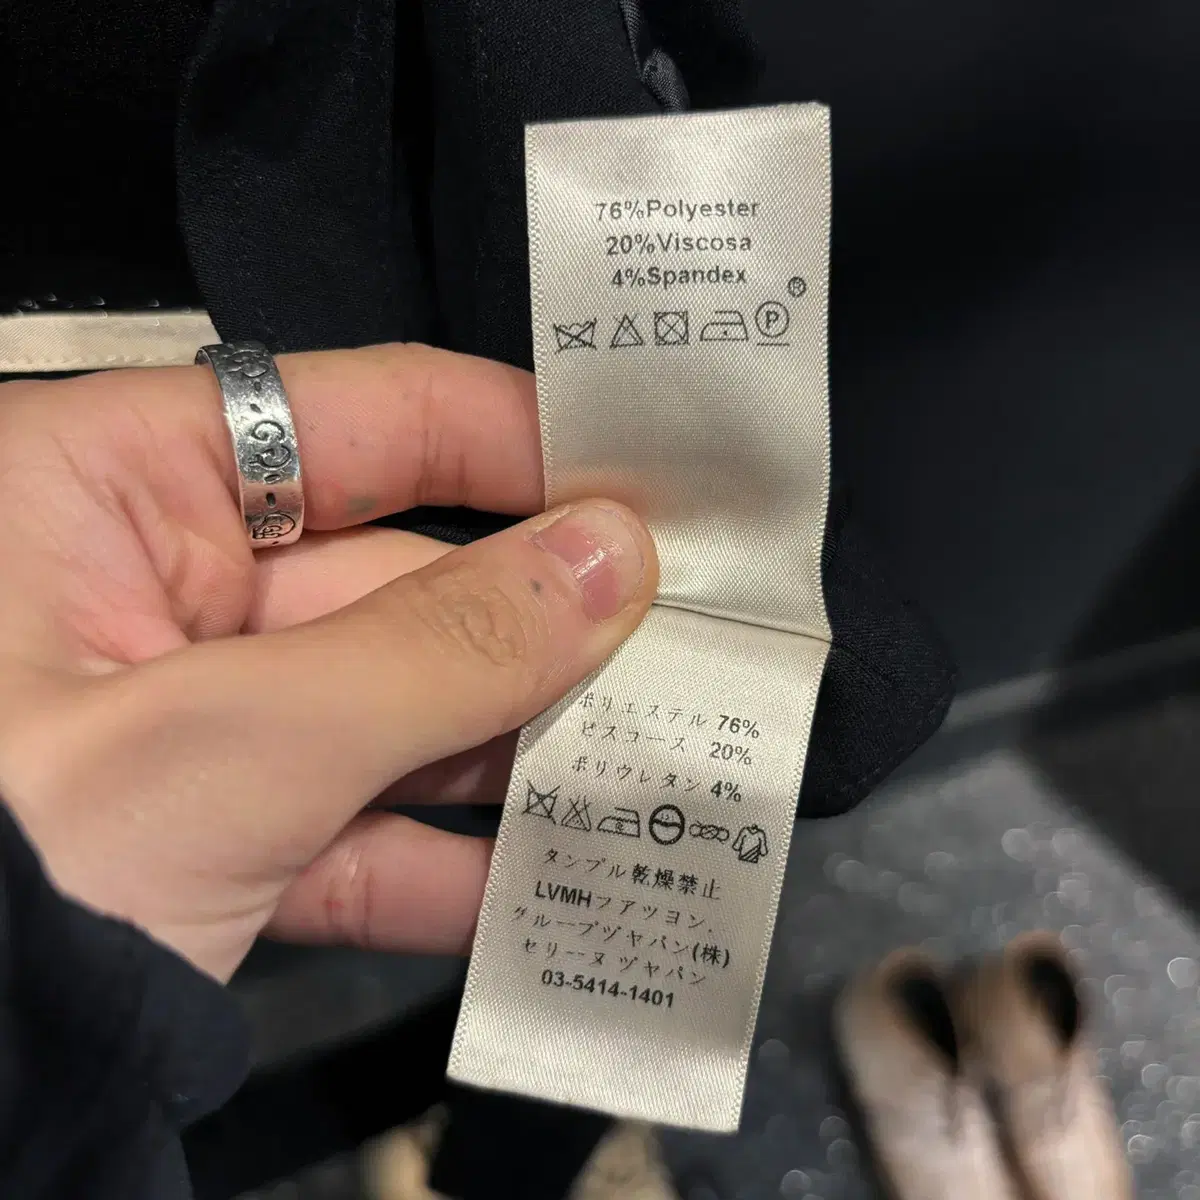 76%Polyester
20%Viscosa
4%Spandex
®
P
ポリエステル 76%
ビスコース 20%
ポリウレタン 4%
タンブル乾燥禁止
LVMHファツヨン.
グループヅヤパン(株)
セリーヌ ヅヤパン
03-5414-1401